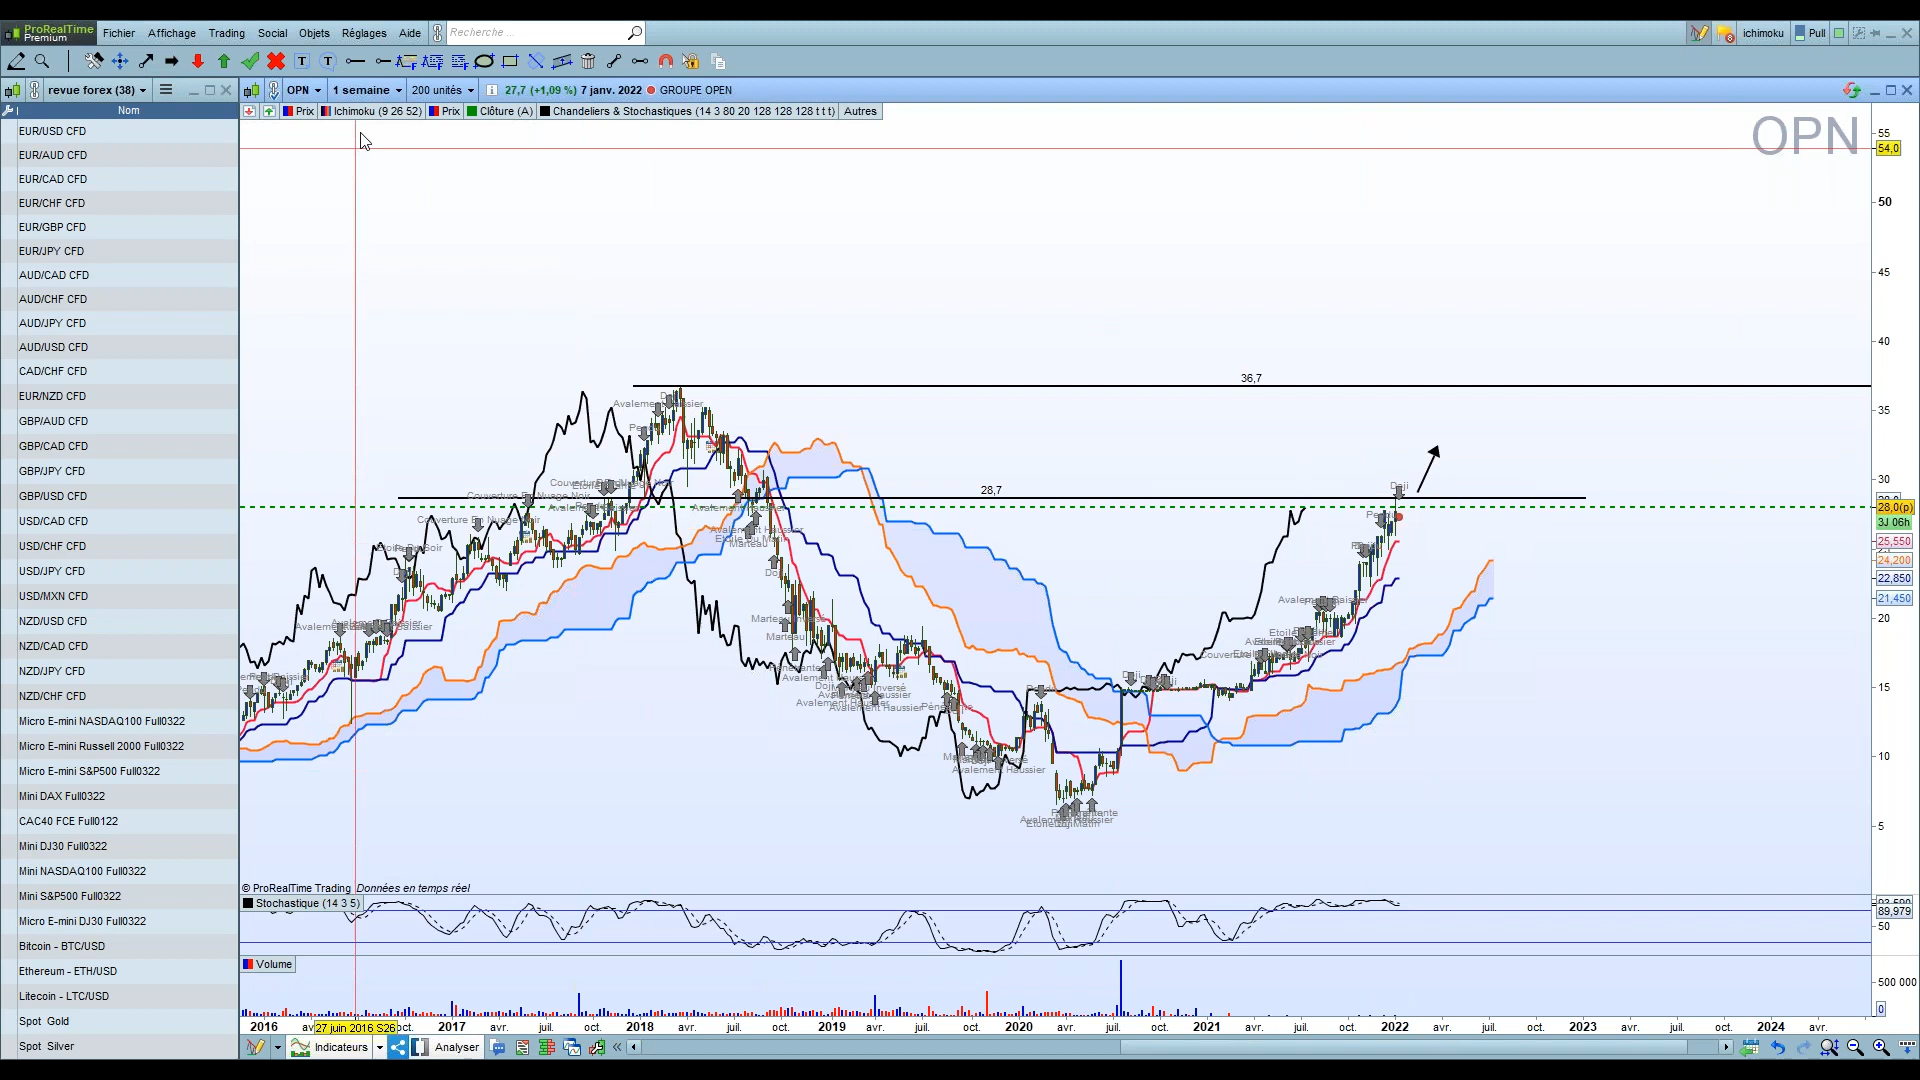 ProRealTime
Premium
Fichier Affichage Trading Social Objets Réglages Aide
Recherche ...
ichimoku Pull
revue forex (38)
OPN 1 semaine 200 unités 27,7 (+1,09 %) 7 janv. 2022 GROUPE OPEN
Nom
Prix Ichimoku (9 26 52) Prix Clôture (A) Chandeliers & Stochastiques (14 3 80 20 128 128 128 t t t) Autres
OPN
EUR/USD CFD
EUR/AUD CFD
EUR/CAD CFD
EUR/CHF CFD
EUR/GBP CFD
EUR/JPY CFD
AUD/CAD CFD
AUD/CHF CFD
AUD/JPY CFD
AUD/USD CFD
CAD/CHF CFD
EUR/NZD CFD
GBP/AUD CFD
GBP/CAD CFD
GBP/JPY CFD
GBP/USD CFD
USD/CAD CFD
USD/CHF CFD
USD/JPY CFD
USD/MXN CFD
NZD/USD CFD
NZD/CAD CFD
NZD/JPY CFD
NZD/CHF CFD
Micro E-mini NASDAQ100 Full0322
Micro E-mini Russell 2000 Full0322
Micro E-mini S&P500 Full0322
Mini DAX Full0322
CAC40 FCE Full0122
Mini DJ30 Full0322
Mini NASDAQ100 Full0322
Mini S&P500 Full0322
Micro E-mini DJ30 Full0322
Bitcoin - BTC/USD
Ethereum - ETH/USD
Litecoin - LTC/USD
Spot Gold
Spot Silver
55
54,0
50
45
40
36,7
35
30
28,7
28,0(p)
3J 06h
25,550
24,200
22,850
21,450
20
15
10
5
Doji
Couverture En Nuage Noir
Marteau
Avalement Haussier
© ProRealTime Trading Données en temps réel
Stochastique (14 3 5)
89,979
50
Volume
500 000
0
2016 27 juin 2016 S26 oct. 2017 avr. juil. oct. 2018 avr. juil. oct. 2019 avr. juil. oct. 2020 avr. juil. oct. 2021 avr. juil. oct. 2022 avr. juil. oct. 2023 avr. juil. oct. 2024 avr.
Indicateurs Analyser